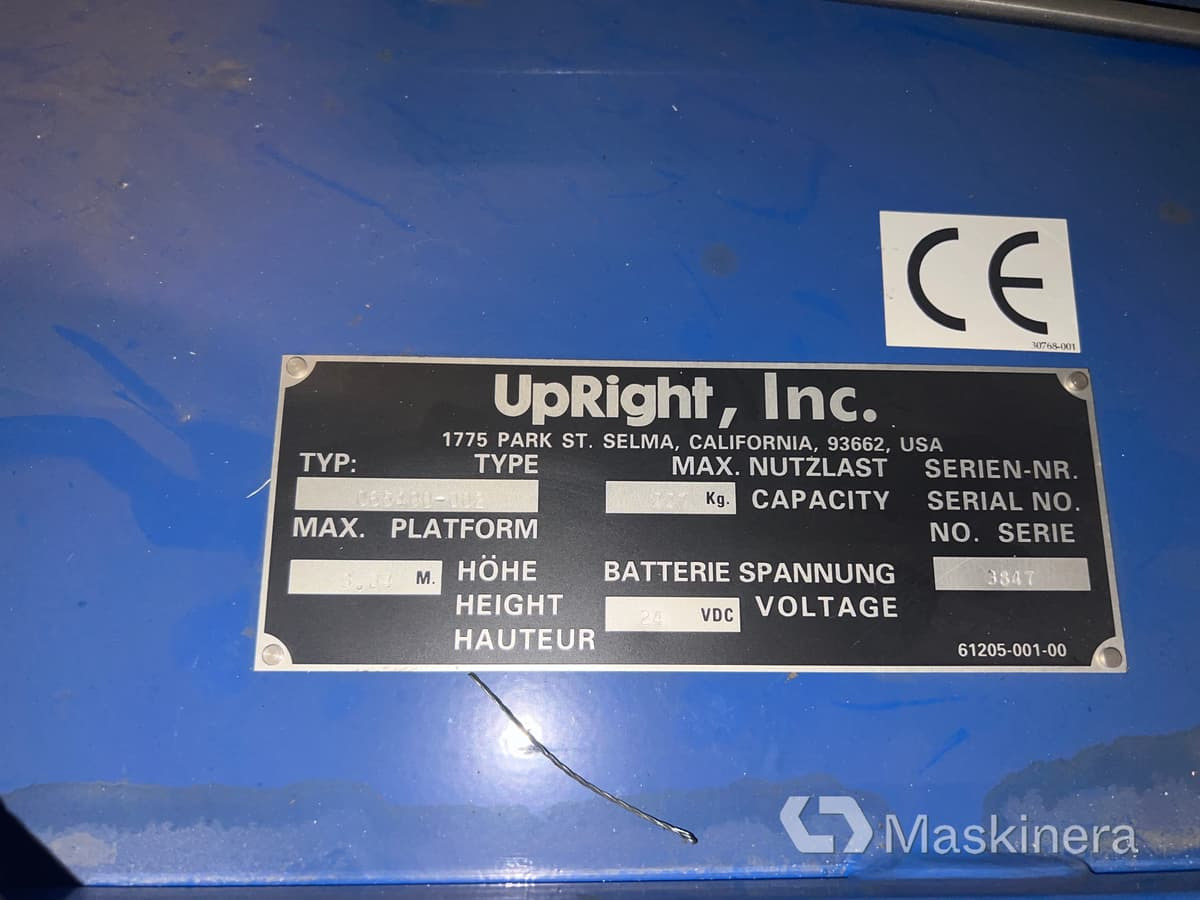 CE
30768-001
UpRight, Inc.
1775 PARK ST. SELMA, CALIFORNIA, 93662, USA
TYP: TYPE MAX. NUTZLAST SERIEN-NR.
Kg. CAPACITY SERIAL NO.
MAX. PLATFORM NO. SERIE
M. HÖHE BATTERIE SPANNUNG 3847
HEIGHT 24 VDC VOLTAGE
HAUTEUR 61205-001-00
Maskinera